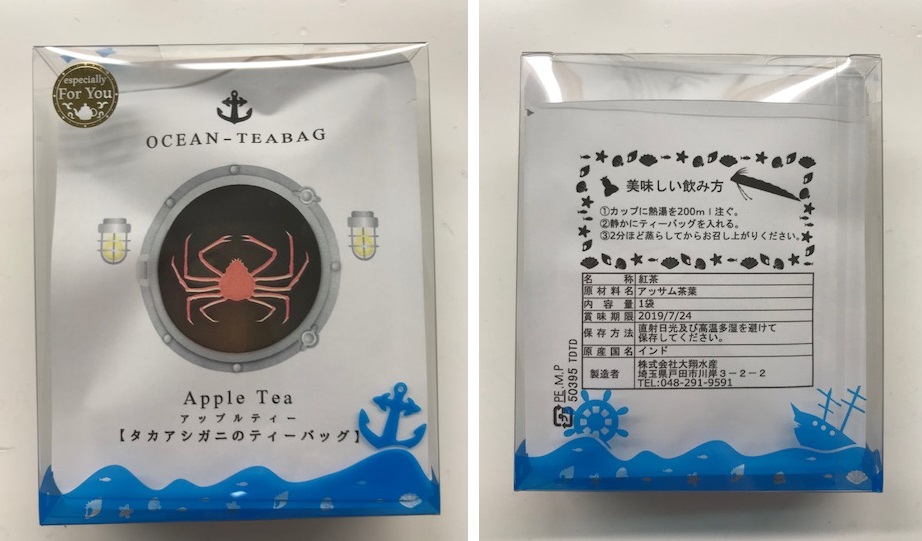 especially
For You
OCEAN-TEABAG
Apple Tea
アップルティー
【タカアシガニのティーバッグ】
美味しい飲み方
①カップに熱湯を200ml注ぐ。
②静かにティーバッグを入れる。
③2分ほど蒸らしてからお召し上がりください。
名称 紅茶
原材料名 アッサム茶葉
内容量 1袋
賞味期限 2019/7/24
保存方法 直射日光及び高温多湿を避けて
保存してください。
原産国名 インド
製造者 株式会社大翔水産
埼玉県戸田市川岸3-2-2
TEL:048-291-9591
PE,M,P
50395 TDTD
プラ